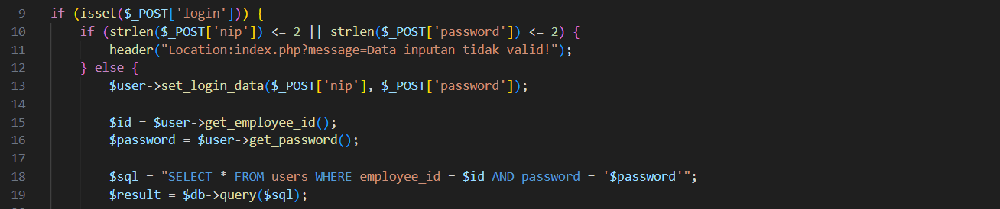 9 if (isset($_POST['login'])) {
10 if (strlen($_POST['nip']) <= 2 || strlen($_POST['password']) <= 2) {
11 header("Location:index.php?message=Data inputan tidak valid!");
12 } else {
13 $user->set_login_data($_POST['nip'], $_POST['password']);
14
15 $id = $user->get_employee_id();
16 $password = $user->get_password();
17
18 $sql = "SELECT * FROM users WHERE employee_id = $id AND password = '$password'";
19 $result = $db->query($sql);